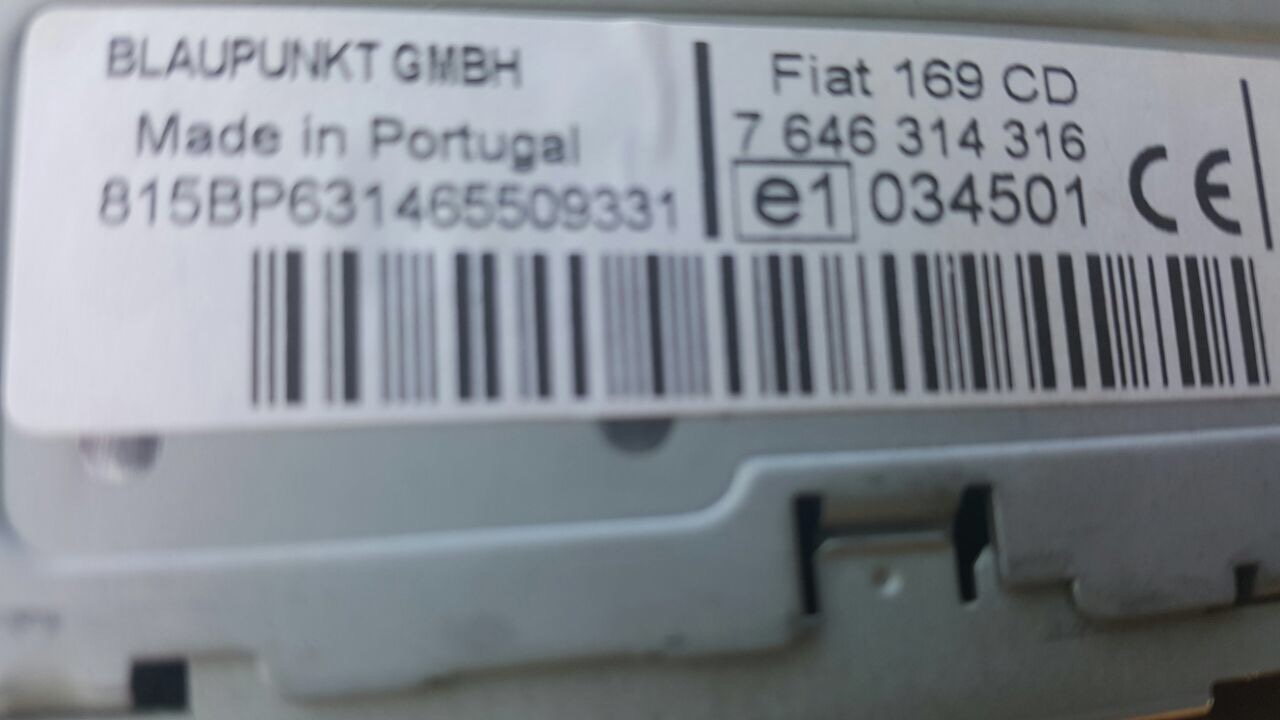 BLAUPUNKT GMBH
Made in Portugal
815BP631465509331
Fiat 169 CD
7 646 314 316
e1 034501 CE